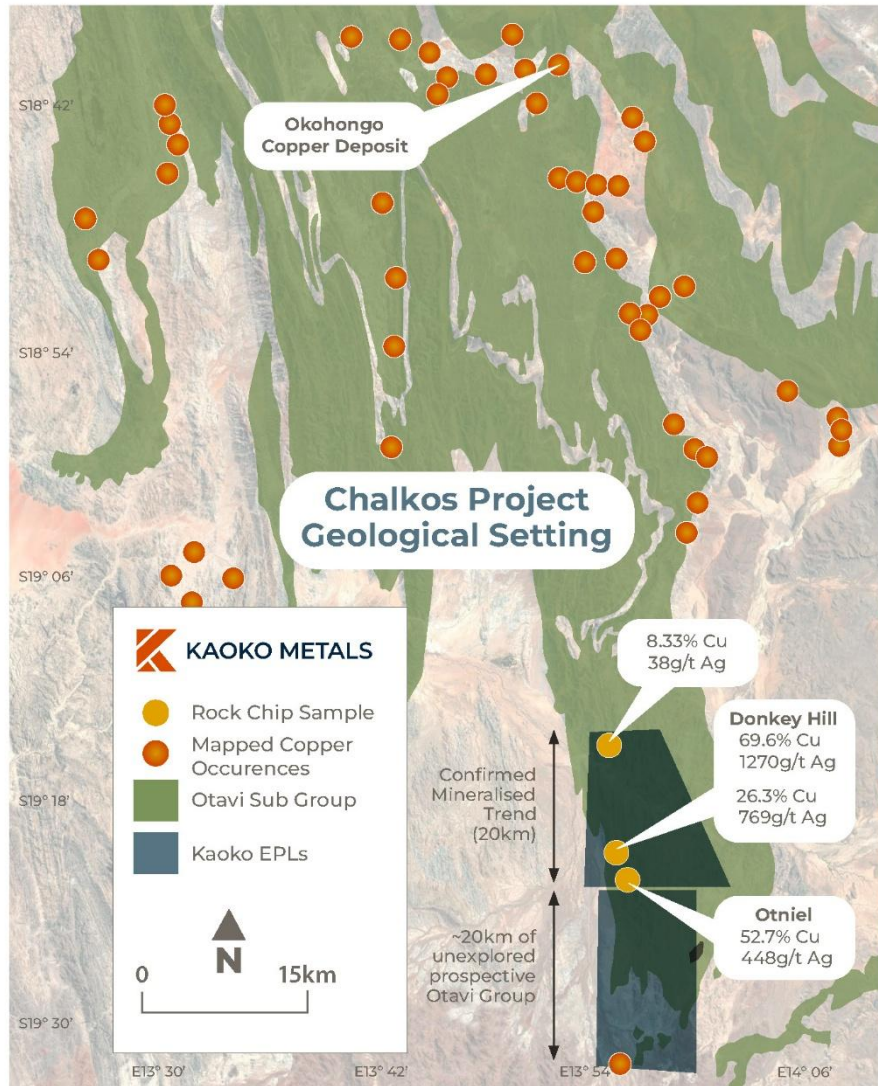 S18° 42'
Okohongo
Copper Deposit
S18° 54'
Chalkos Project
Geological Setting
S19° 06'
KAOKO METALS
Rock Chip Sample
Mapped Copper
Occurences
Otavi Sub Group
Kaoko EPLs
N
0
15km
8.33% Cu
38g/t Ag
Donkey Hill
69.6% Cu
1270g/t Ag
26.3% Cu
769g/t Ag
Confirmed
Mineralised
Trend
(20km)
S19° 18'
Otniel
52.7% Cu
448g/t Ag
~20km of
unexplored
prospective
Otavi Group
S19° 30'
E13° 30'
E13° 42'
E13° 54'
E14° 06'